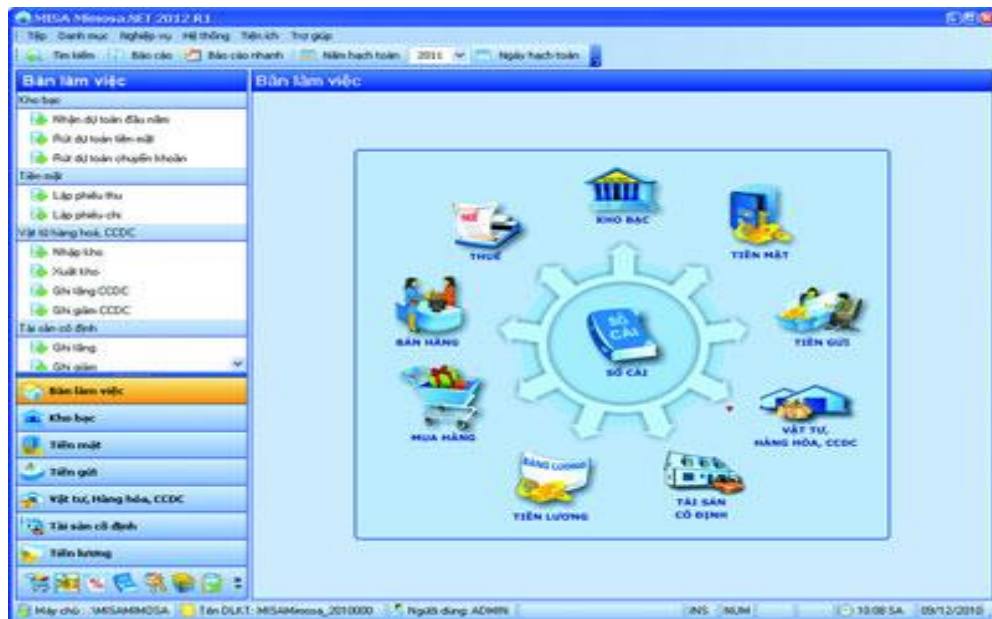 MISA Mimosa.NET 2012 R1
Tệp Danh mục Nghiệp vụ Hệ thống Tiện ích Trợ giúp
Tìm kiếm Báo cáo Báo cáo nhanh Năm hạch toán 2011 Ngày hạch toán
Bàn làm việc
Bàn làm việc
Kho bạc
Nhận dự toán đầu năm
Rút dự toán tiền mặt
Rút dự toán chuyển khoản
Tiền mặt
Lập phiếu thu
Lập phiếu chi
Vật tư hàng hoá, CCDC
Nhập kho
Xuất kho
Ghi tăng CCDC
Ghi giảm CCDC
Tài sản cố định
Ghi tăng
Ghi giảm
Bàn làm việc
Kho bạc
Tiền mặt
Tiền gửi
Vật tư, Hàng hóa, CCDC
Tài sản cố định
Tiền lương
KHO BẠC
TIỀN MẶT
THUẾ
TIỀN GỬI
BÁN HÀNG
SỔ CÁI
SỔ CÁI
MUA HÀNG
VẬT TƯ,
HÀNG HÓA, CCDC
BẢNG LƯƠNG
TIỀN LƯƠNG
TÀI SẢN
CỐ ĐỊNH
Máy chủ : .\MISAMIMOSA Tên DLKT: MISAMimosa_2010000 Người dùng: ADMIN INS NUM 10:08 SA 09/12/2010